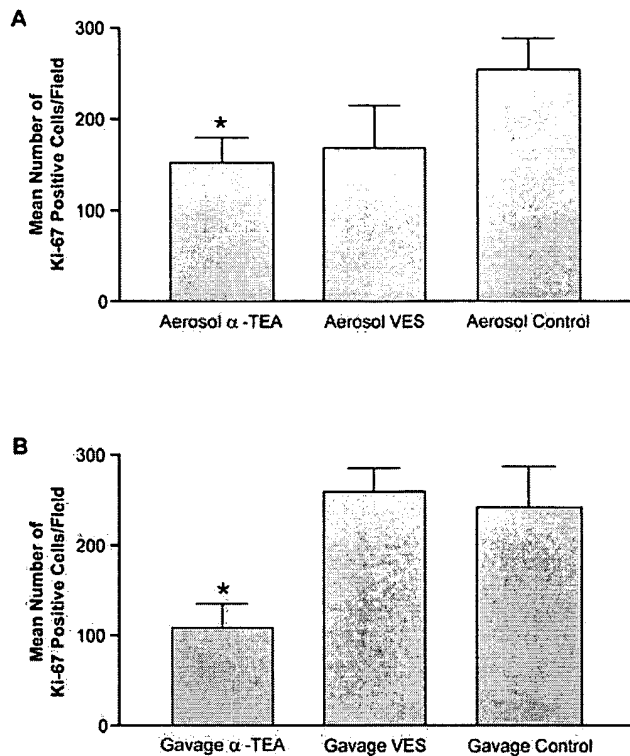 A
Mean Number of
Ki-67 Positive Cells/Field
300
200
100
0
*
Aerosol α -TEA
Aerosol VES
Aerosol Control
B
Mean Number of
Ki-67 Positive Cells/Field
300
200
100
0
*
Gavage α -TEA
Gavage VES
Gavage Control